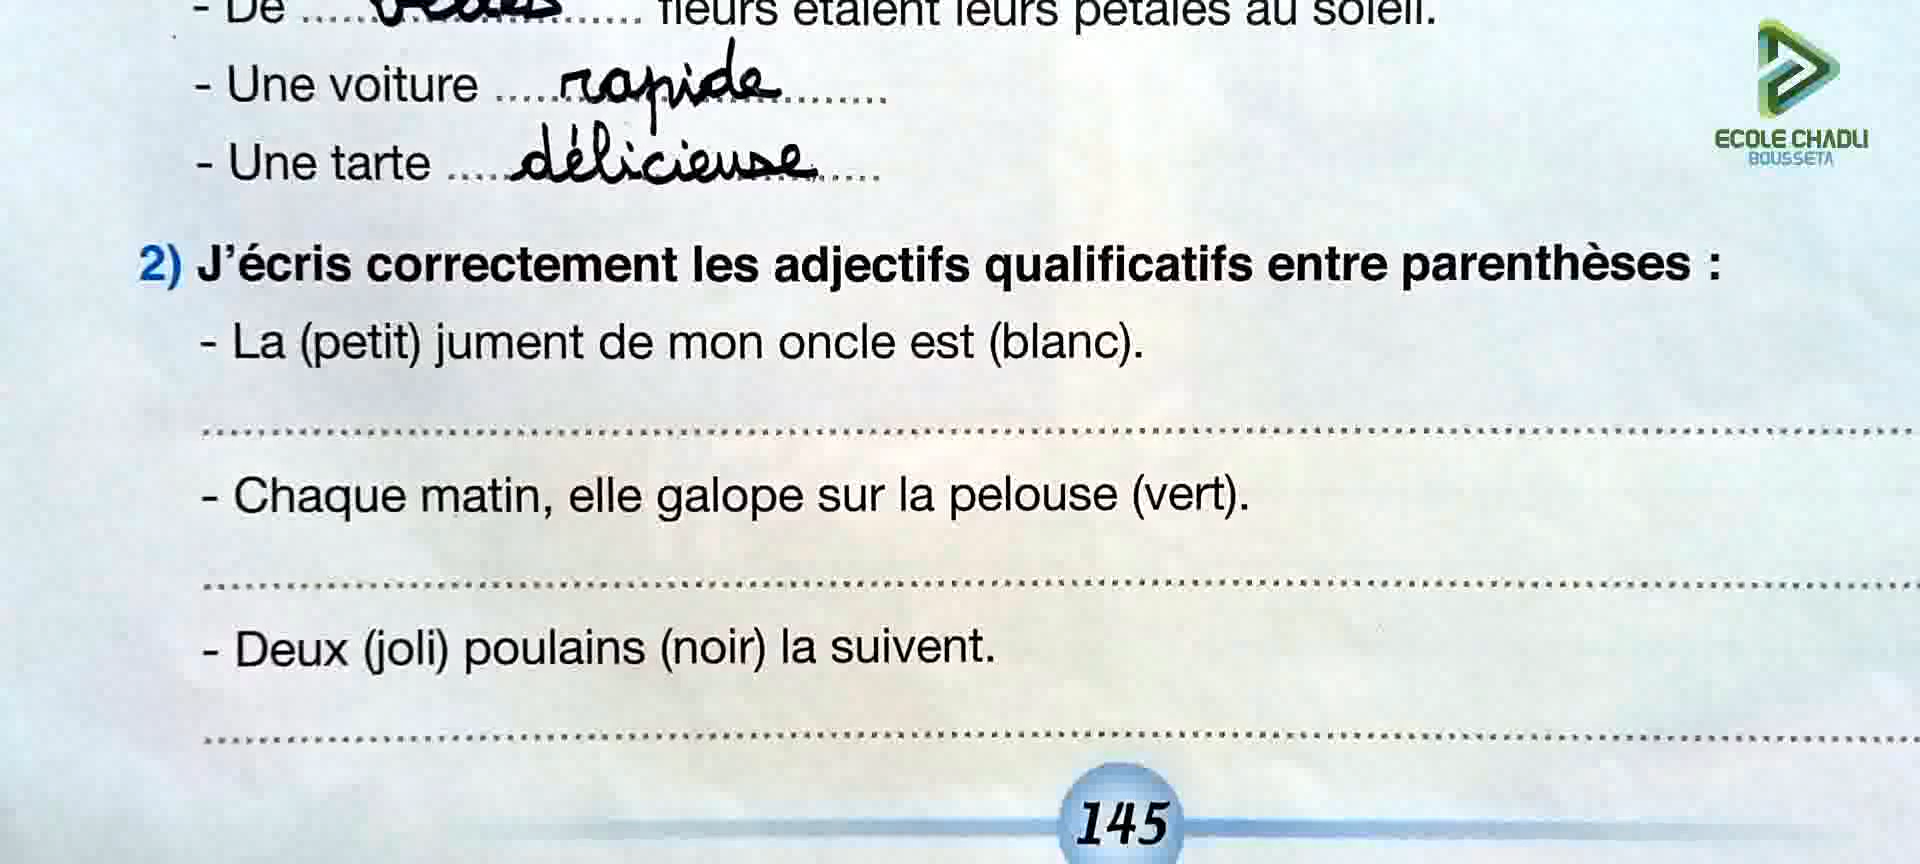 - De ............ fleurs étalent leurs pétales au soleil.
- Une voiture ..... rapide ..........
- Une tarte ..... délicieuse ......
ECOLE CHADLI
BOUSSETA
2) J'écris correctement les adjectifs qualificatifs entre parenthèses :
- La (petit) jument de mon oncle est (blanc).
- Chaque matin, elle galope sur la pelouse (vert).
- Deux (joli) poulains (noir) la suivent.
145